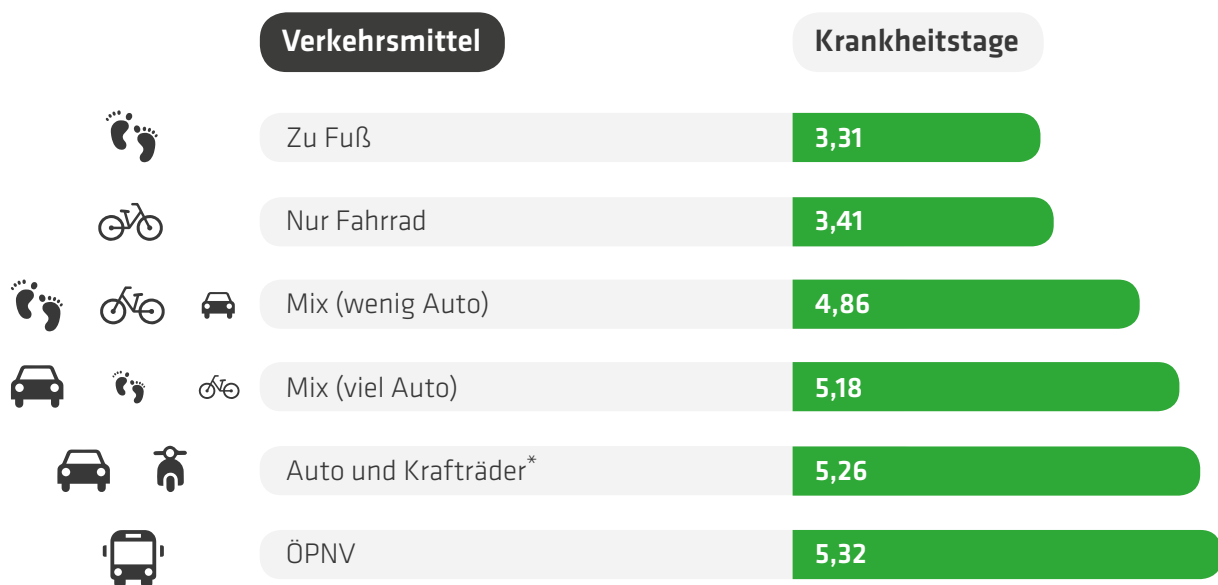 Verkehrsmittel Krankheitstage
Zu Fuß 3,31
Nur Fahrrad 3,41
Mix (wenig Auto) 4,86
Mix (viel Auto) 5,18
Auto und Krafträder* 5,26
ÖPNV 5,32